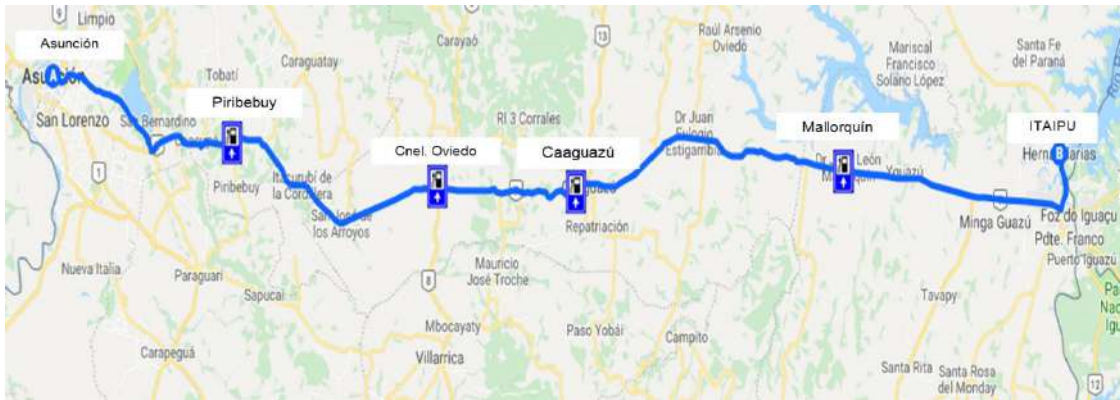 9
Limpio
Asunción
Asunción
A
San Lorenzo
1
Tobatí
Caraguatay
San Bernardino
Piribebuy
Piribebuy
Itacurubí de
la Cordillera
San José de
los Arroyos
Nueva Italia
Paraguari
Sapucai
Carapeguá
Carayaó
13
RI 3 Corrales
Cnel. Oviedo
Caaguazú
Repatriación
8
Mauricio
José Troche
Mbocayaty
Villarrica
Paso Yobái
Campito
Raúl Arsenio
Oviedo
Dr Juan
Eulogio
Estigarribia
Mallorquín
Yguazú
Mariscal
Francisco
Solano López
Santa Fe
del Paraná
ITAIPU
B
Minga Guazú
Foz do Iguaçu
Pdte. Franco
Puerto Iguazú
Tavapy
Santa Rita
Santa Rosa
del Monday
12